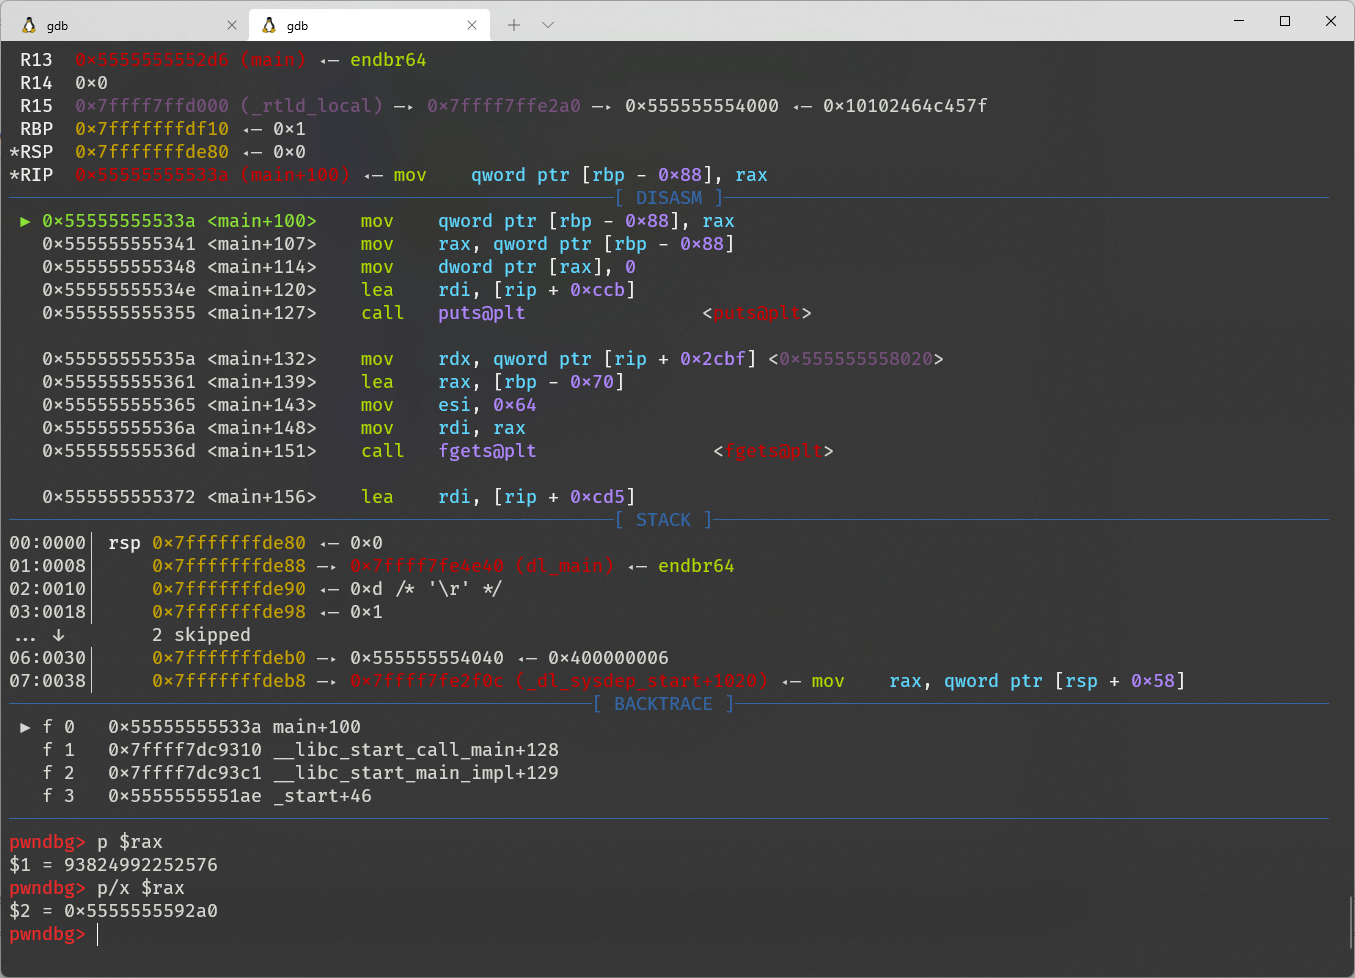 gdb
gdb
R13  0x5555555552d6 (main) ◂— endbr64
R14  0x0
R15  0x7ffff7ffd000 (_rtld_local) —▸ 0x7ffff7ffe2a0 —▸ 0x555555554000 ◂— 0x10102464c457f
RBP  0x7fffffffdf10 ◂— 0x1
*RSP  0x7fffffffde80 ◂— 0x0
*RIP  0x55555555533a (main+100) ◂— mov    qword ptr [rbp - 0x88], rax
[ DISASM ]
► 0x55555555533a <main+100>    mov    qword ptr [rbp - 0x88], rax
0x555555555341 <main+107>    mov    rax, qword ptr [rbp - 0x88]
0x555555555348 <main+114>    mov    dword ptr [rax], 0
0x55555555534e <main+120>    lea    rdi, [rip + 0xccb]
0x555555555355 <main+127>    call   puts@plt                <puts@plt>
0x55555555535a <main+132>    mov    rdx, qword ptr [rip + 0x2cbf] <0x555555558020>
0x555555555361 <main+139>    lea    rax, [rbp - 0x70]
0x555555555365 <main+143>    mov    esi, 0x64
0x55555555536a <main+148>    mov    rdi, rax
0x55555555536d <main+151>    call   fgets@plt                <fgets@plt>
0x555555555372 <main+156>    lea    rdi, [rip + 0xcd5]
[ STACK ]
00:0000│ rsp 0x7fffffffde80 ◂— 0x0
01:0008│     0x7fffffffde88 —▸ 0x7ffff7fe4e40 (dl_main) ◂— endbr64
02:0010│     0x7fffffffde90 ◂— 0xd /* '\r' */
03:0018│     0x7fffffffde98 ◂— 0x1
... ↓        2 skipped
06:0030│     0x7fffffffdeb0 —▸ 0x555555554040 ◂— 0x400000006
07:0038│     0x7fffffffdeb8 —▸ 0x7ffff7fe2f0c (_dl_sysdep_start+1020) ◂— mov    rax, qword ptr [rsp + 0x58]
[ BACKTRACE ]
► f 0   0x55555555533a main+100
f 1   0x7ffff7dc9310 __libc_start_call_main+128
f 2   0x7ffff7dc93c1 __libc_start_main_impl+129
f 3   0x5555555551ae _start+46
pwndbg> p $rax
$1 = 93824992252576
pwndbg> p/x $rax
$2 = 0x5555555592a0
pwndbg>